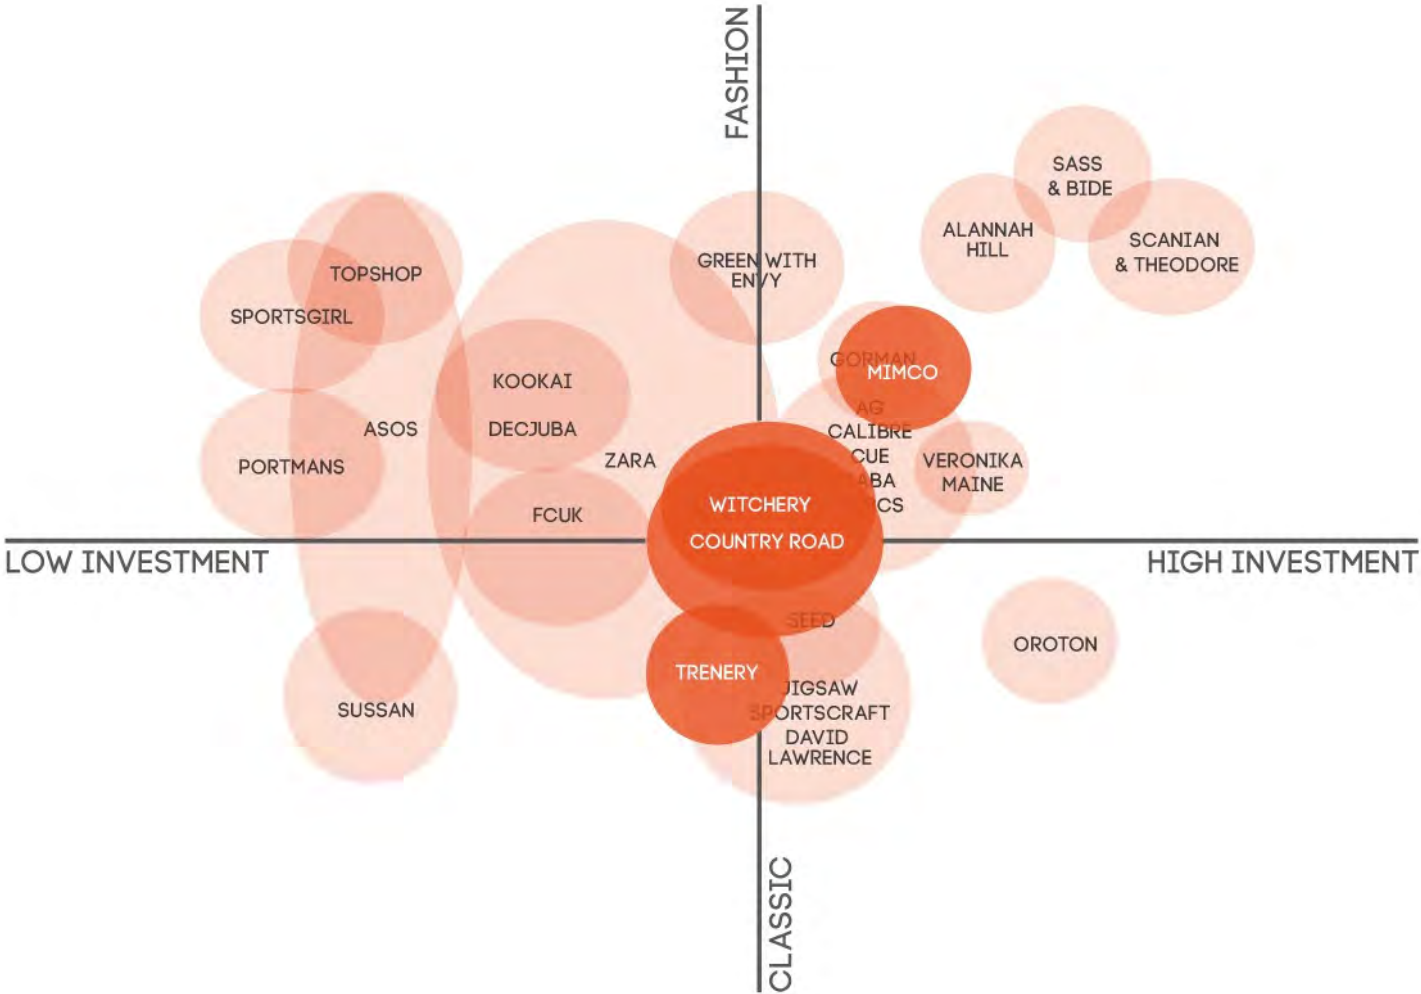 FASHION
SASS
& BIDE
ALANNAH
HILL
SCANIAN
& THEODORE
GREEN WITH
ENVY
TOPSHOP
SPORTSGIRL
GORMAN
MIMCO
KOOKAI
AG
DECJUBA
ASOS
CALIBRE
CUE
ZARA
VERONIKA
MAINE
PORTMANS
WITCHERY
FCUK
COUNTRY ROAD
LOW INVESTMENT
HIGH INVESTMENT
SEED
OROTON
TRENERY
JIGSAW
SPORTSCRAFT
DAVID
LAWRENCE
SUSSAN
CLASSIC